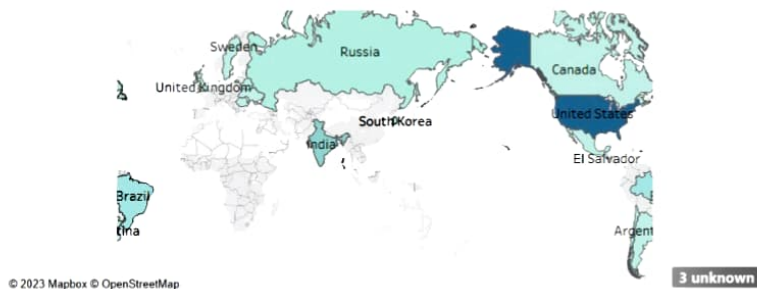 Sweden
Russia
Canada
United Kingdom
United States
South Korea
India
El Salvador
Brazil
tina
Argent
© 2023 Mapbox © OpenStreetMap
3 unknown